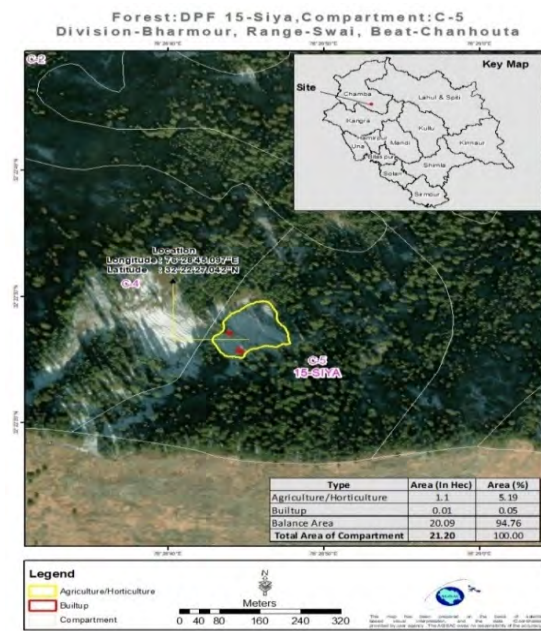 Forest:DPF 15-Siya,Compartment:C-5
Division-Bharmour, Range-Swai, Beat-Chanhouta
C-2
Key Map
Site
Chamba
Lahul & Spiti
Kangra
Kullu
Hamirpur
Mandi
Una
Bilaspur
Kinnaur
Shimla
Solan
Sirmour
Location
Longitude : 76°28'45.097"E
Latitude : 32°22'27.042"N
C-4
C-5
15-SIYA
Type Area (In Hec) Area (%)
Agriculture/Horticulture 1.1 5.19
Builtup 0.01 0.05
Balance Area 20.09 94.76
Total Area of Compartment 21.20 100.00
Legend
Agriculture/Horticulture
Builtup
Compartment
Meters
0 40 80 160 240 320